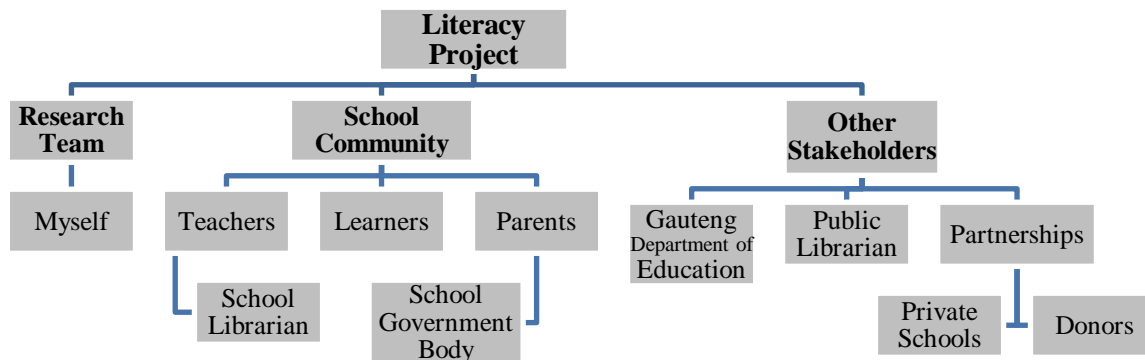 Literacy
Project
Research
Team
School
Community
Other
Stakeholders
Myself
Teachers
Learners
Parents
Gauteng
Department of
Education
Public
Librarian
Partnerships
School
Librarian
School
Government
Body
Private
Schools
Donors